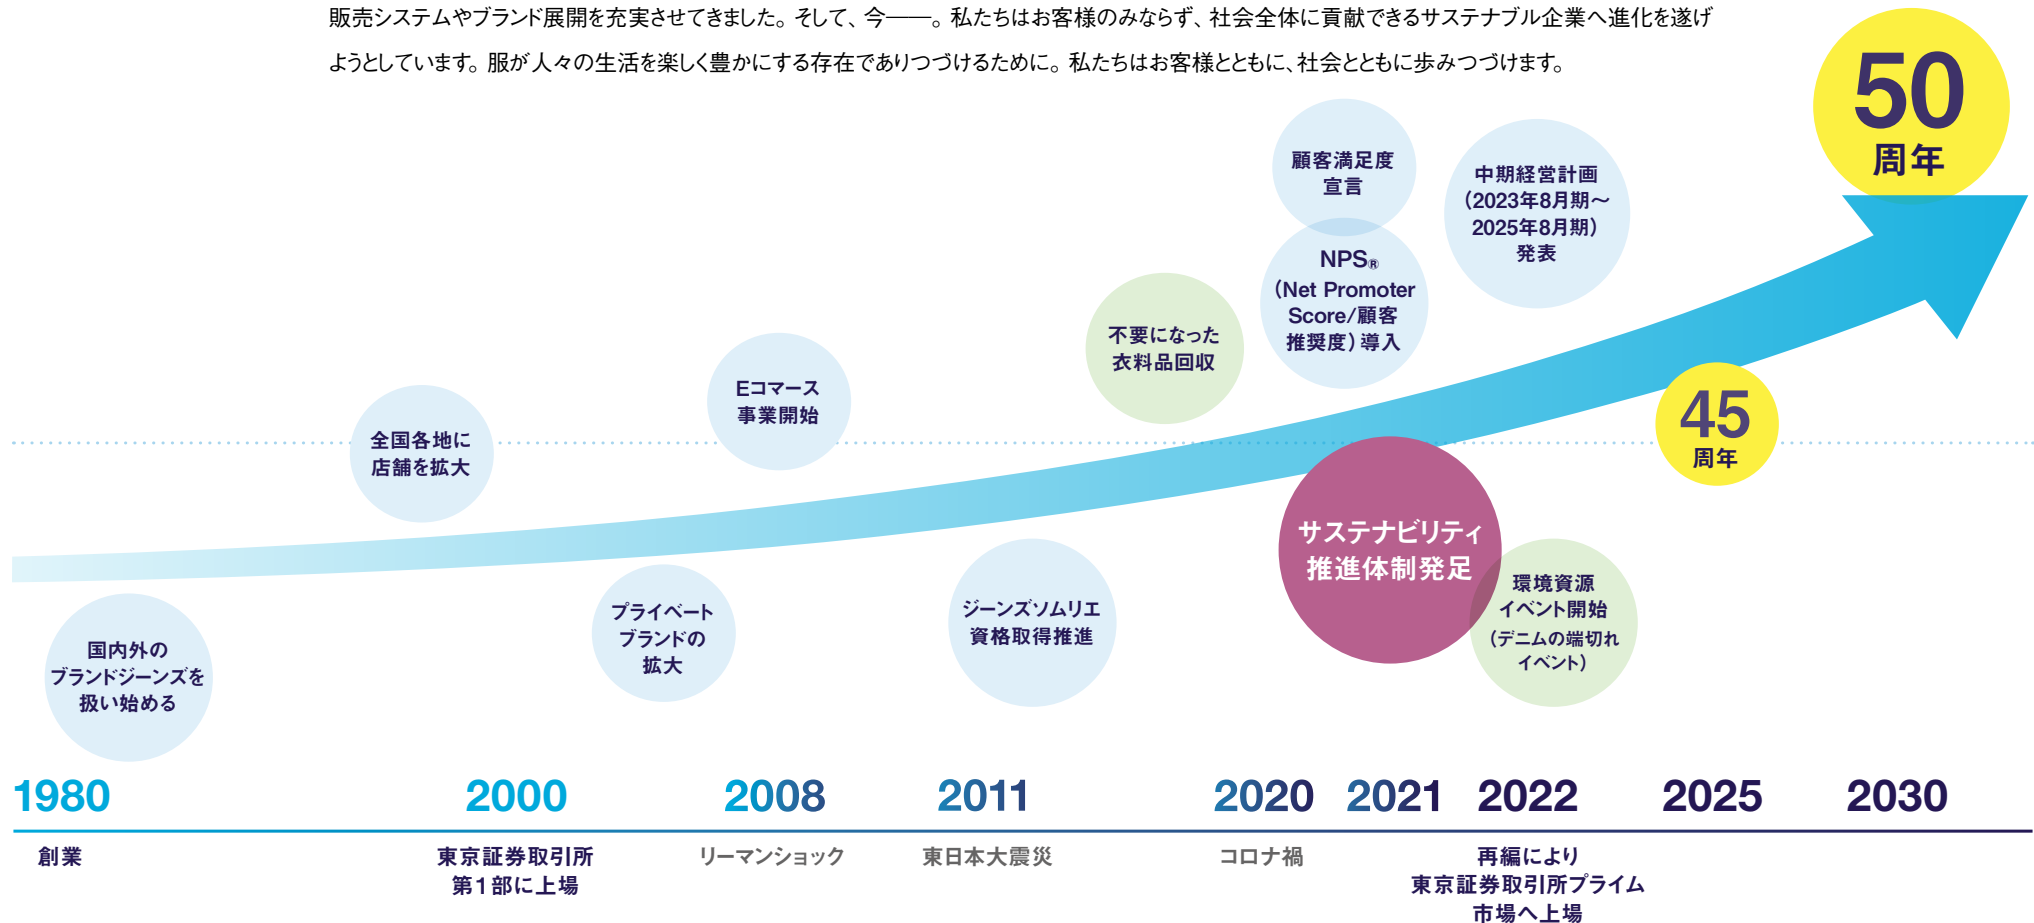 販売システムやブランド展開を充実させてきました。そして、今――。私たちはお客様のみならず、社会全体に貢献できるサステナブル企業へ進化を遂げ
ようとしています。服が人々の生活を楽しく豊かにする存在でありつづけるために。私たちはお客様とともに、社会とともに歩みつづけます。
50
周年
顧客満足度
宣言
中期経営計画
（2023年8月期～
2025年8月期）
発表
NPS®
（Net Promoter
Score/顧客
推奨度）導入
不要になった
衣料品回収
Eコマース
事業開始
全国各地に
店舗を拡大
45
周年
サステナビリティ
推進体制発足
環境資源
イベント開始
（デニムの端切れ
イベント）
ジーンズソムリエ
資格取得推進
プライベート
ブランドの
拡大
国内外の
ブランドジーンズを
扱い始める
1980 2000 2008 2011 2020 2021 2022 2025 2030
創業
東京証券取引所
第1部に上場
リーマンショック
東日本大震災
コロナ禍
再編により
東京証券取引所プライム
市場へ上場